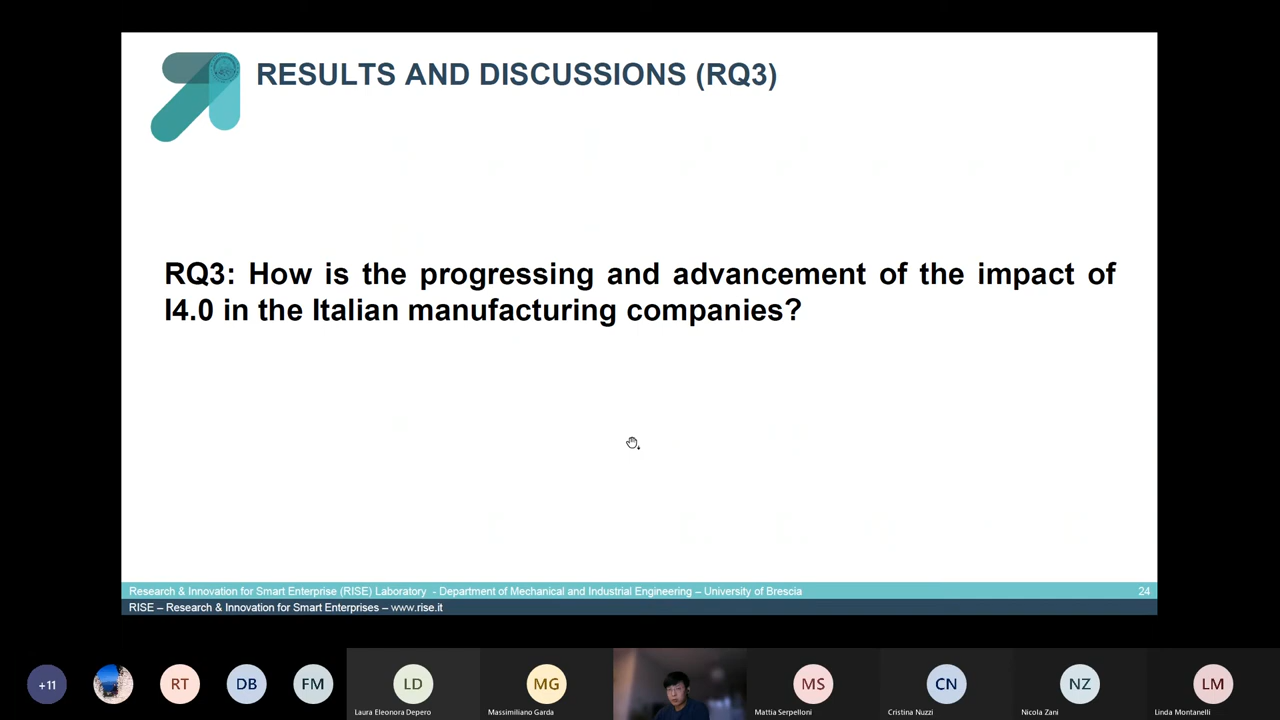 RESULTS AND DISCUSSIONS (RQ3)
RQ3: How is the progressing and advancement of the impact of
I4.0 in the Italian manufacturing companies?
Research & Innovation for Smart Enterprise (RISE) Laboratory - Department of Mechanical and Industrial Engineering – University of Brescia 24
RISE – Research & Innovation for Smart Enterprises – www.rise.it
+11 RT DB FM LD MG MS CN NZ LM
Laura Eleonora Depero Massimiliano Garda Mattia Serpelloni Cristina Nuzzi Nicola Zani Linda Montanelli